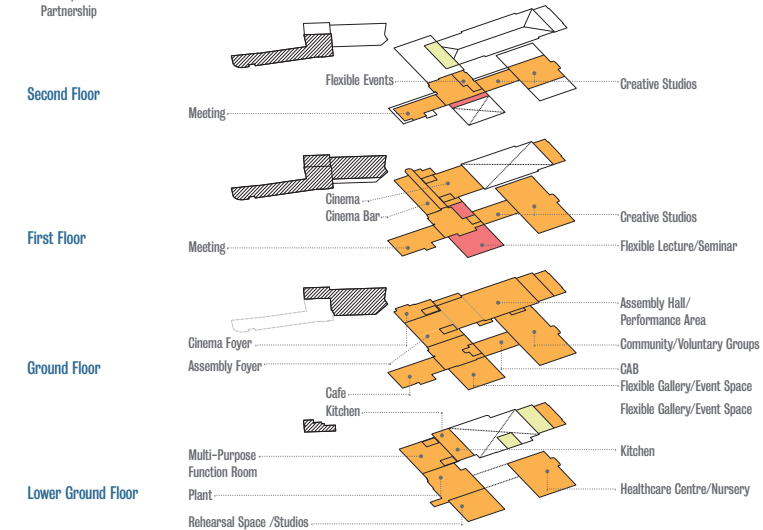 Partnership
Flexible Events
Creative Studios
Second Floor
Meeting
Cinema
Cinema Bar
Creative Studios
First Floor
Meeting
Flexible Lecture/Seminar
Assembly Hall/
Performance Area
Cinema Foyer
Community/Voluntary Groups
Ground Floor
Assembly Foyer
CAB
Flexible Gallery/Event Space
Cafe
Kitchen
Flexible Gallery/Event Space
Multi-Purpose
Function Room
Kitchen
Lower Ground Floor
Plant
Healthcare Centre/Nursery
Rehearsal Space /Studios